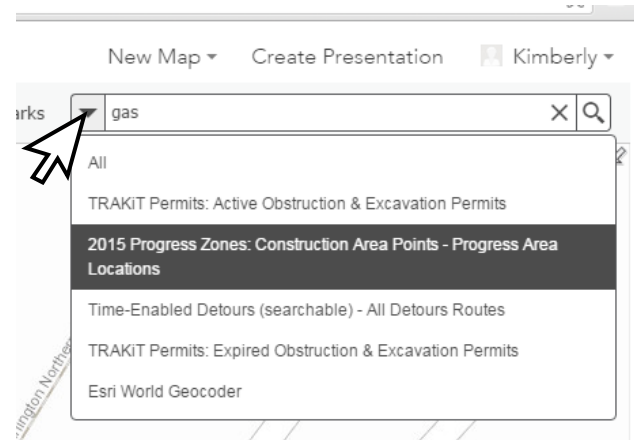 New Map Create Presentation Kimberly
arks gas
All
TRAKiT Permits: Active Obstruction & Excavation Permits
2015 Progress Zones: Construction Area Points - Progress Area
Locations
Time-Enabled Detours (searchable) - All Detours Routes
TRAKiT Permits: Expired Obstruction & Excavation Permits
Esri World Geocoder
lington Northe